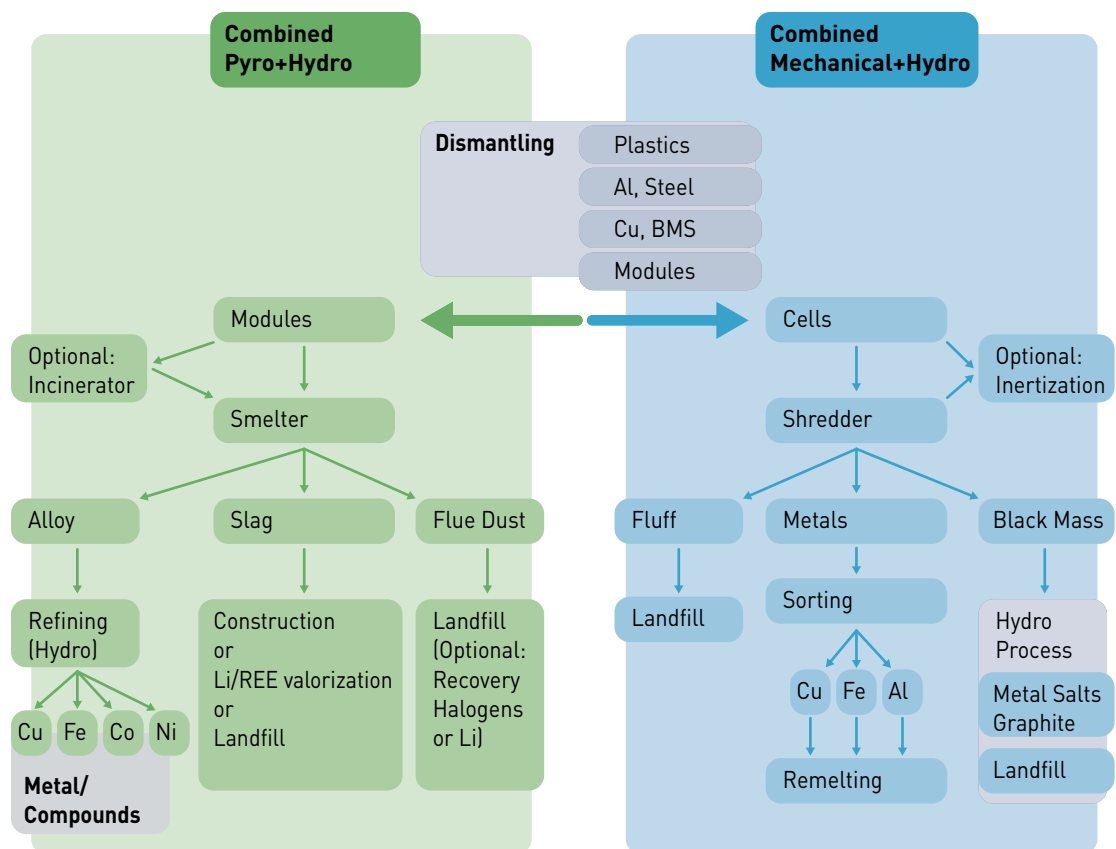 Combined
Pyro+Hydro
Combined
Mechanical+Hydro
Dismantling
Plastics
Al, Steel
Cu, BMS
Modules
Modules
Optional:
Incinerator
Smelter
Alloy
Slag
Flue Dust
Refining
(Hydro)
Construction
or
Li/REE valorization
or
Landfill
Landfill
(Optional:
Recovery
Halogens
or Li)
Cu
Fe
Co
Ni
Metal/
Compounds
Cells
Optional:
Inertization
Shredder
Fluff
Metals
Black Mass
Landfill
Sorting
Cu
Fe
Al
Remelting
Hydro
Process
Metal Salts
Graphite
Landfill